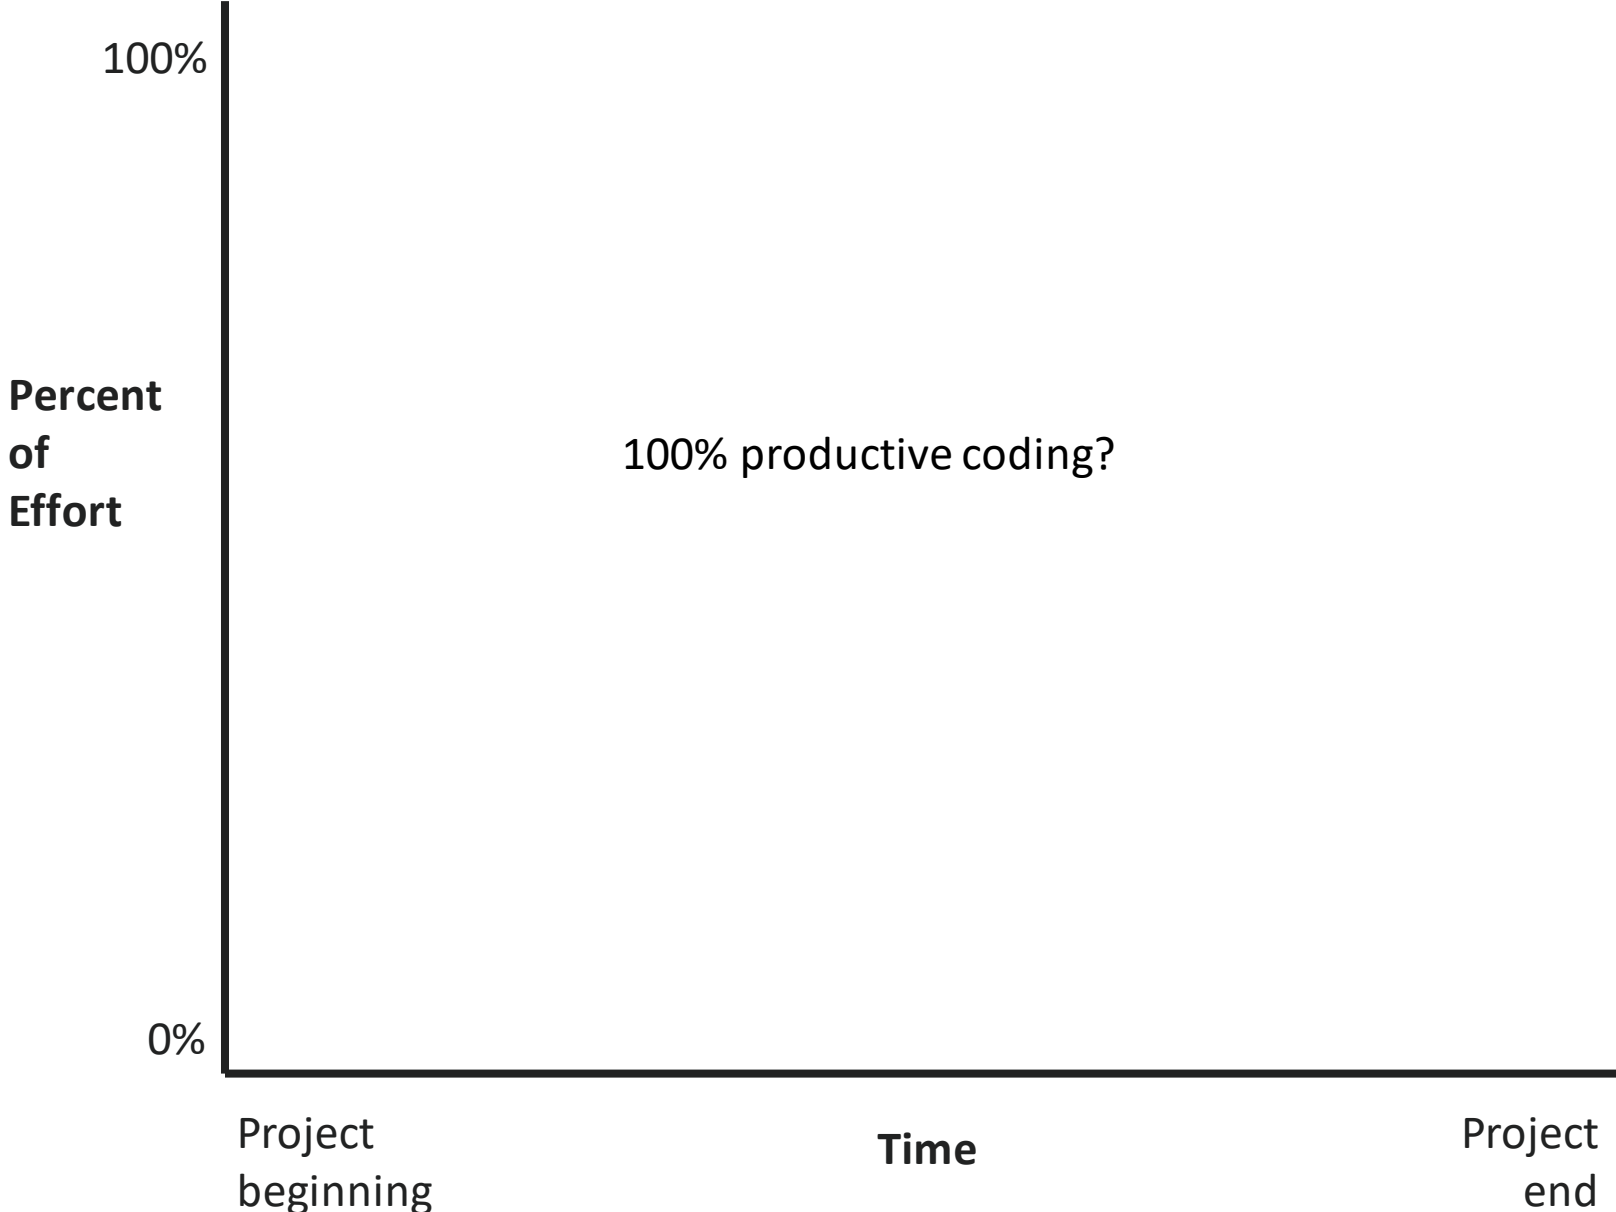 100%
Percent
of
Effort
100% productive coding?
0%
Project
beginning
Time
Project
end